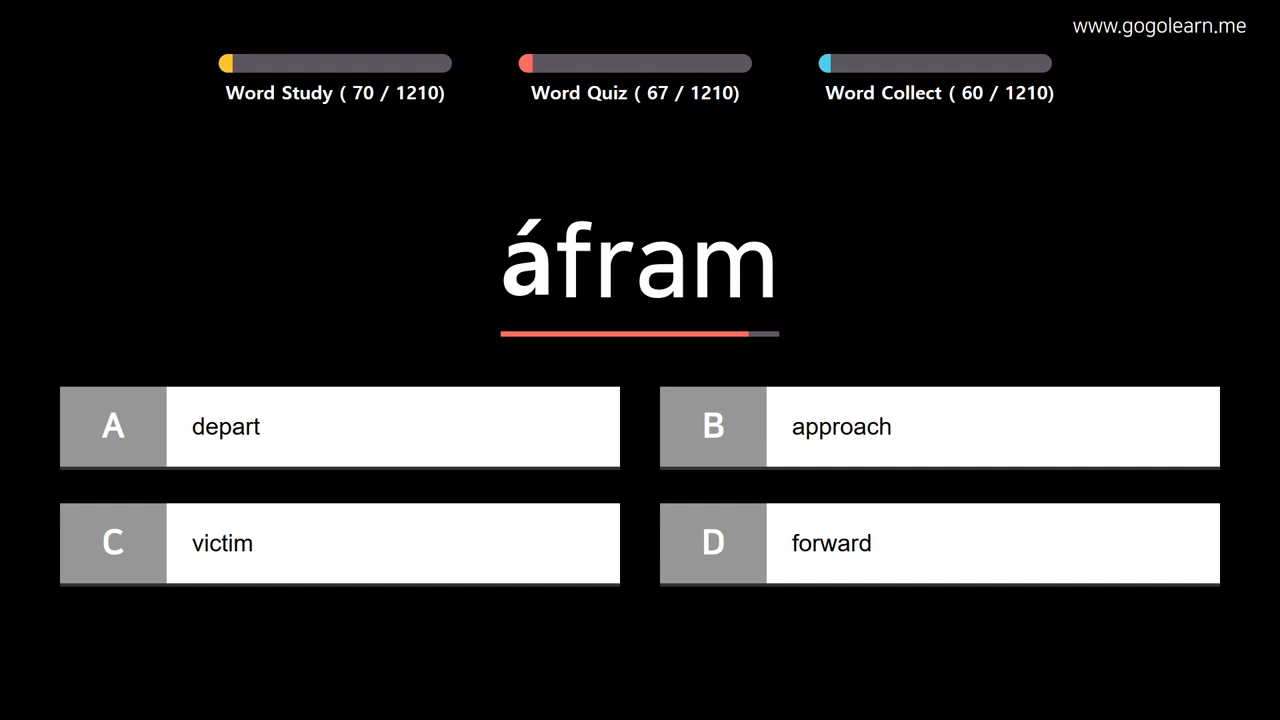 www.gogolearn.me
Word Study ( 70 / 1210)
Word Quiz ( 67 / 1210)
Word Collect ( 60 / 1210)
áfram
A depart
B approach
C victim
D forward